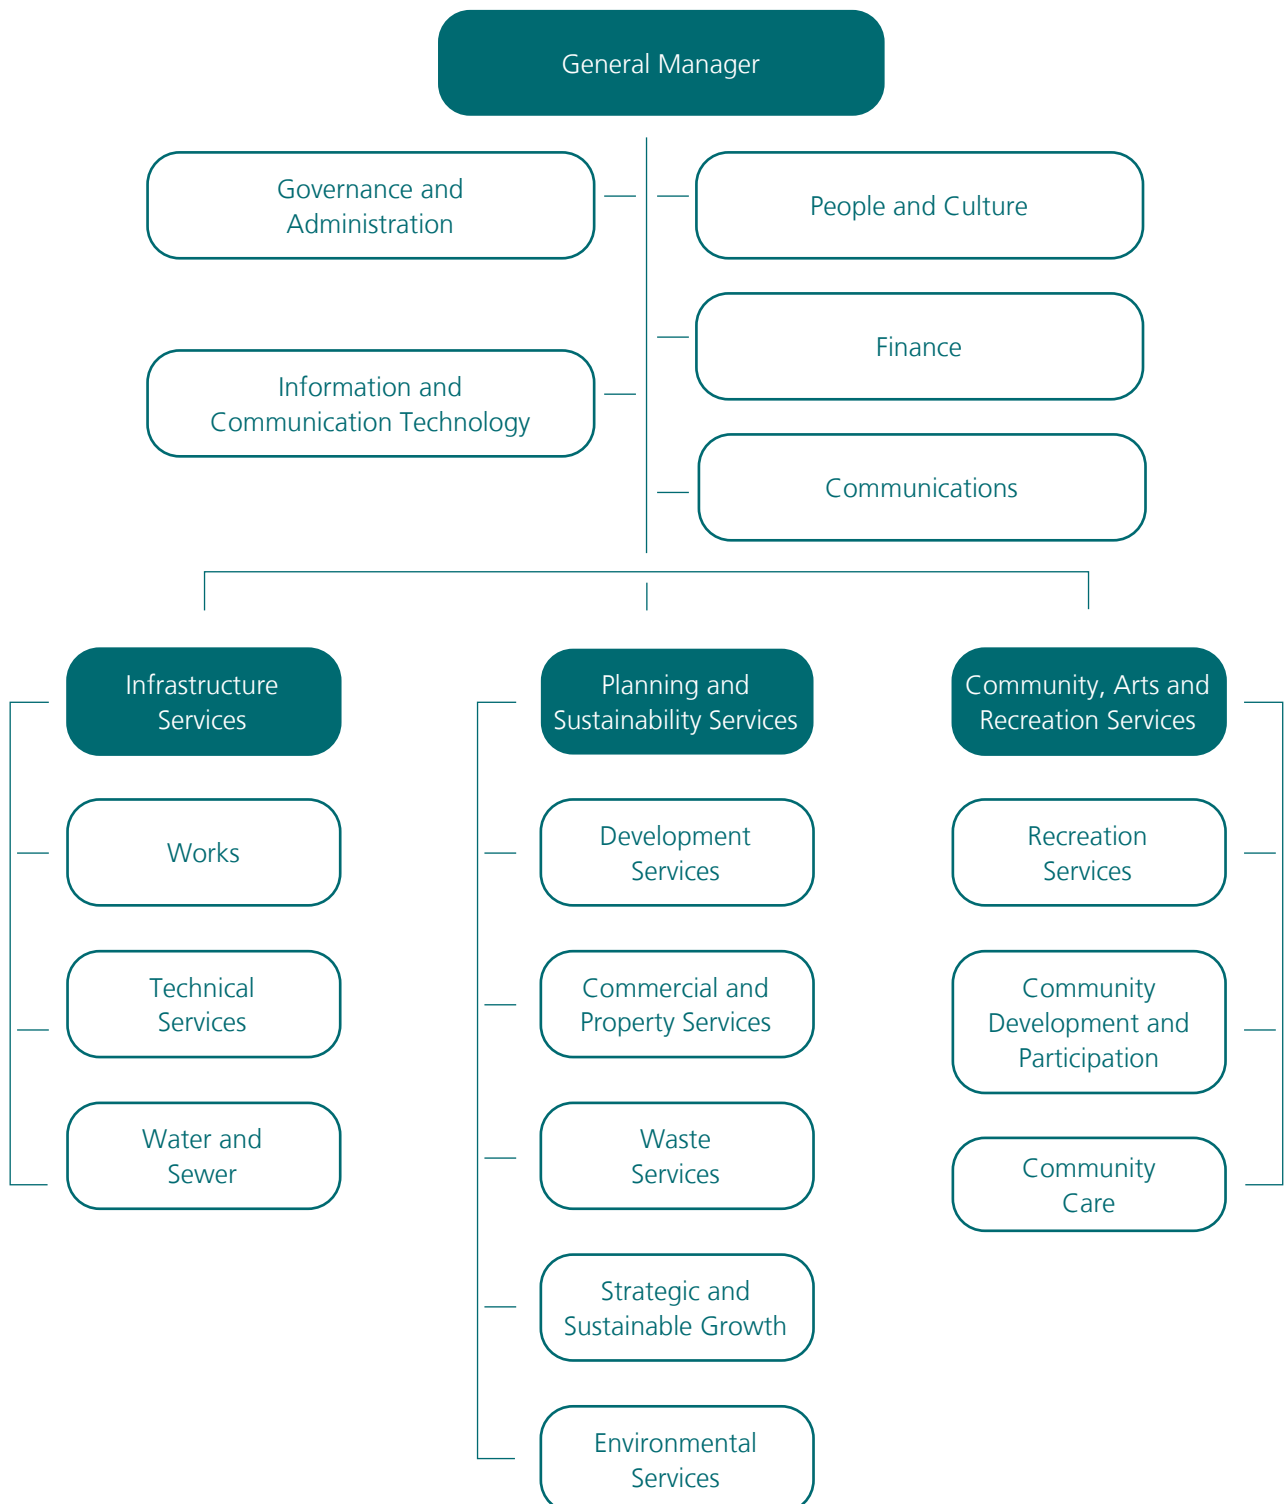 General Manager
Governance and
Administration
People and Culture
Finance
Information and
Communication Technology
Communications
Infrastructure
Services
Works
Technical
Services
Water and
Sewer
Planning and
Sustainability Services
Development
Services
Commercial and
Property Services
Waste
Services
Strategic and
Sustainable Growth
Environmental
Services
Community, Arts and
Recreation Services
Recreation
Services
Community
Development and
Participation
Community
Care